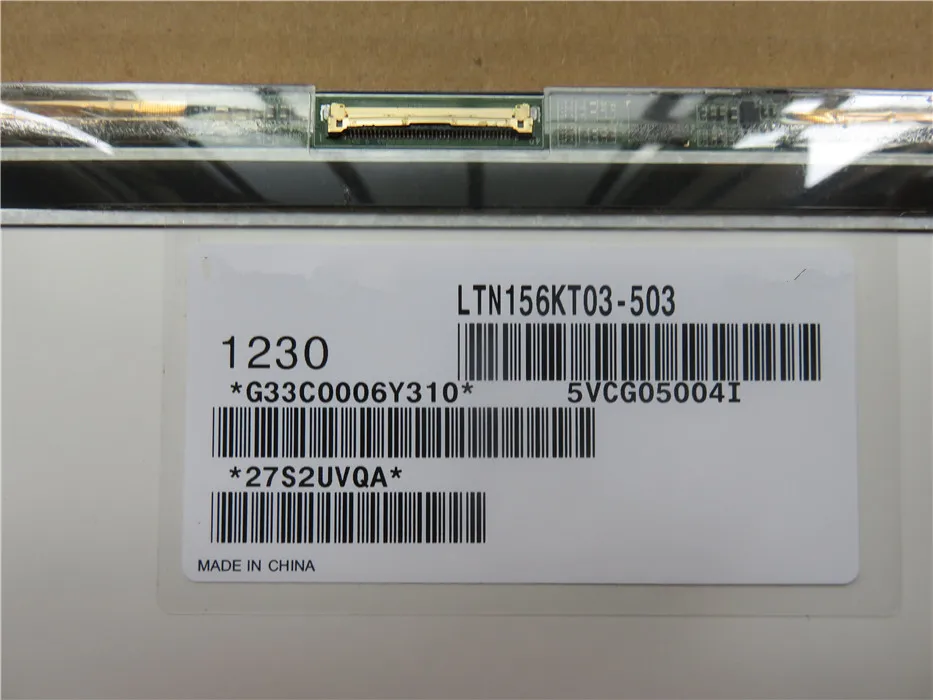 LTN156KT03-503
1230
*G33C0006Y310* 5VCG05004I
*27S2UVQA*
MADE IN CHINA